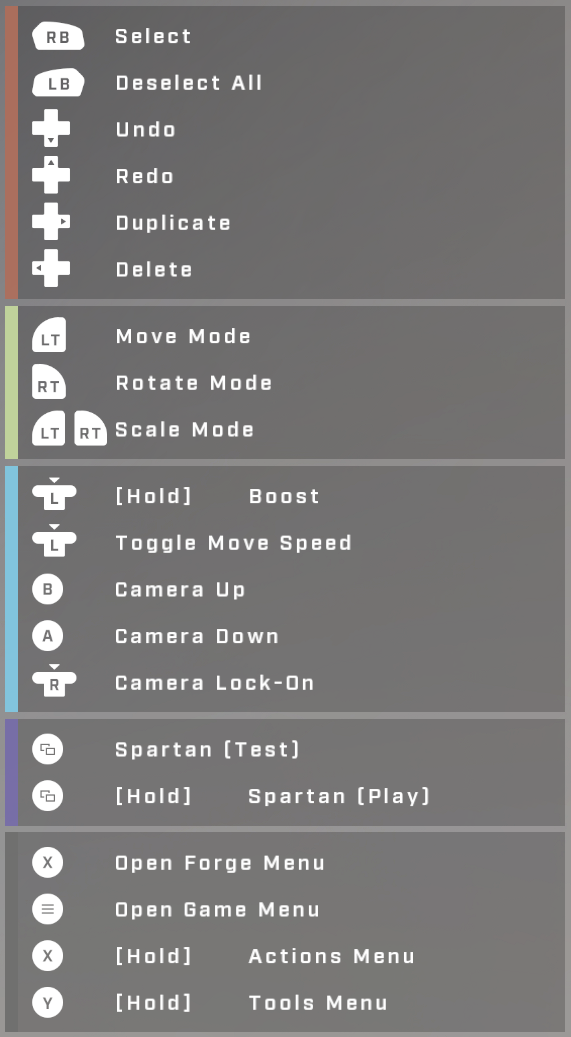 RB Select
LB Deselect All
Undo
Redo
Duplicate
Delete
LT Move Mode
RT Rotate Mode
LT RT Scale Mode
L [Hold] Boost
L Toggle Move Speed
B Camera Up
A Camera Down
R Camera Lock-On
Spartan (Test)
[Hold] Spartan (Play)
X Open Forge Menu
Open Game Menu
X [Hold] Actions Menu
Y [Hold] Tools Menu